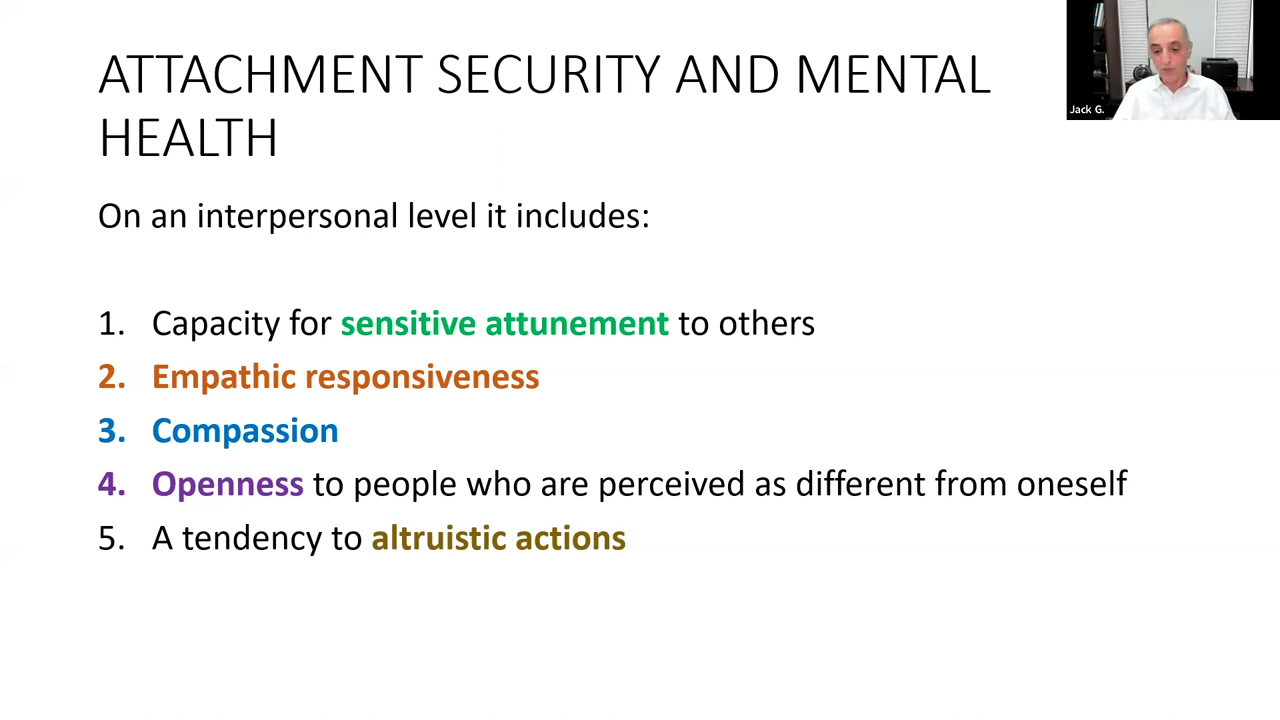 ATTACHMENT SECURITY AND MENTAL
HEALTH
Jack G.
On an interpersonal level it includes:
1. Capacity for sensitive attunement to others
2. Empathic responsiveness
3. Compassion
4. Openness to people who are perceived as different from oneself
5. A tendency to altruistic actions